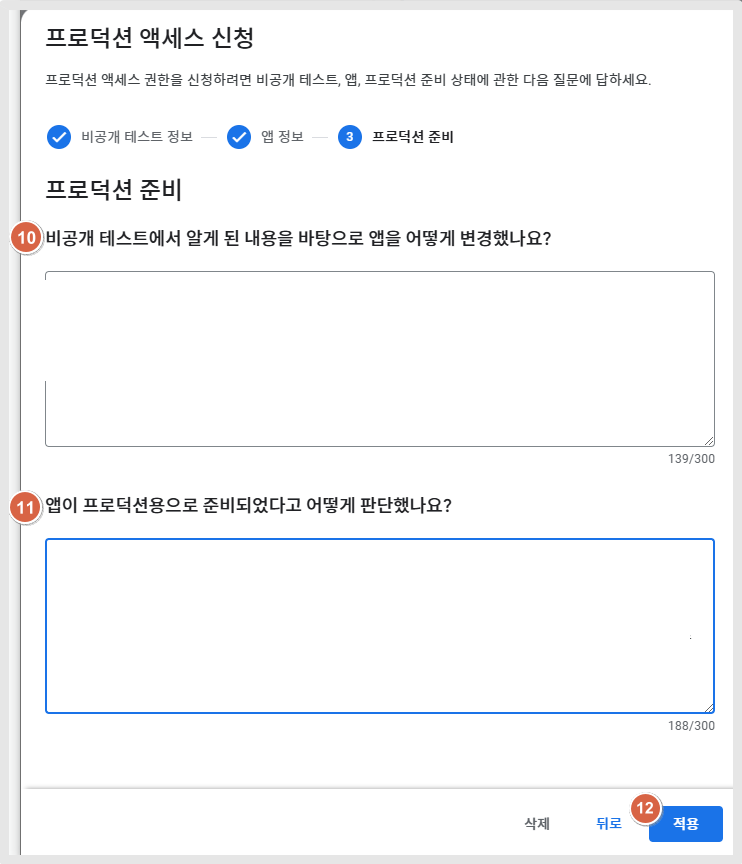 프로덕션 액세스 신청
프로덕션 액세스 권한을 신청하려면 비공개 테스트, 앱, 프로덕션 준비 상태에 관한 다음 질문에 답하세요.
비공개 테스트 정보 앱 정보 3 프로덕션 준비
프로덕션 준비
10 비공개 테스트에서 알게 된 내용을 바탕으로 앱을 어떻게 변경했나요?
139/300
11 앱이 프로덕션용으로 준비되었다고 어떻게 판단했나요?
188/300
삭제 뒤로 12 적용